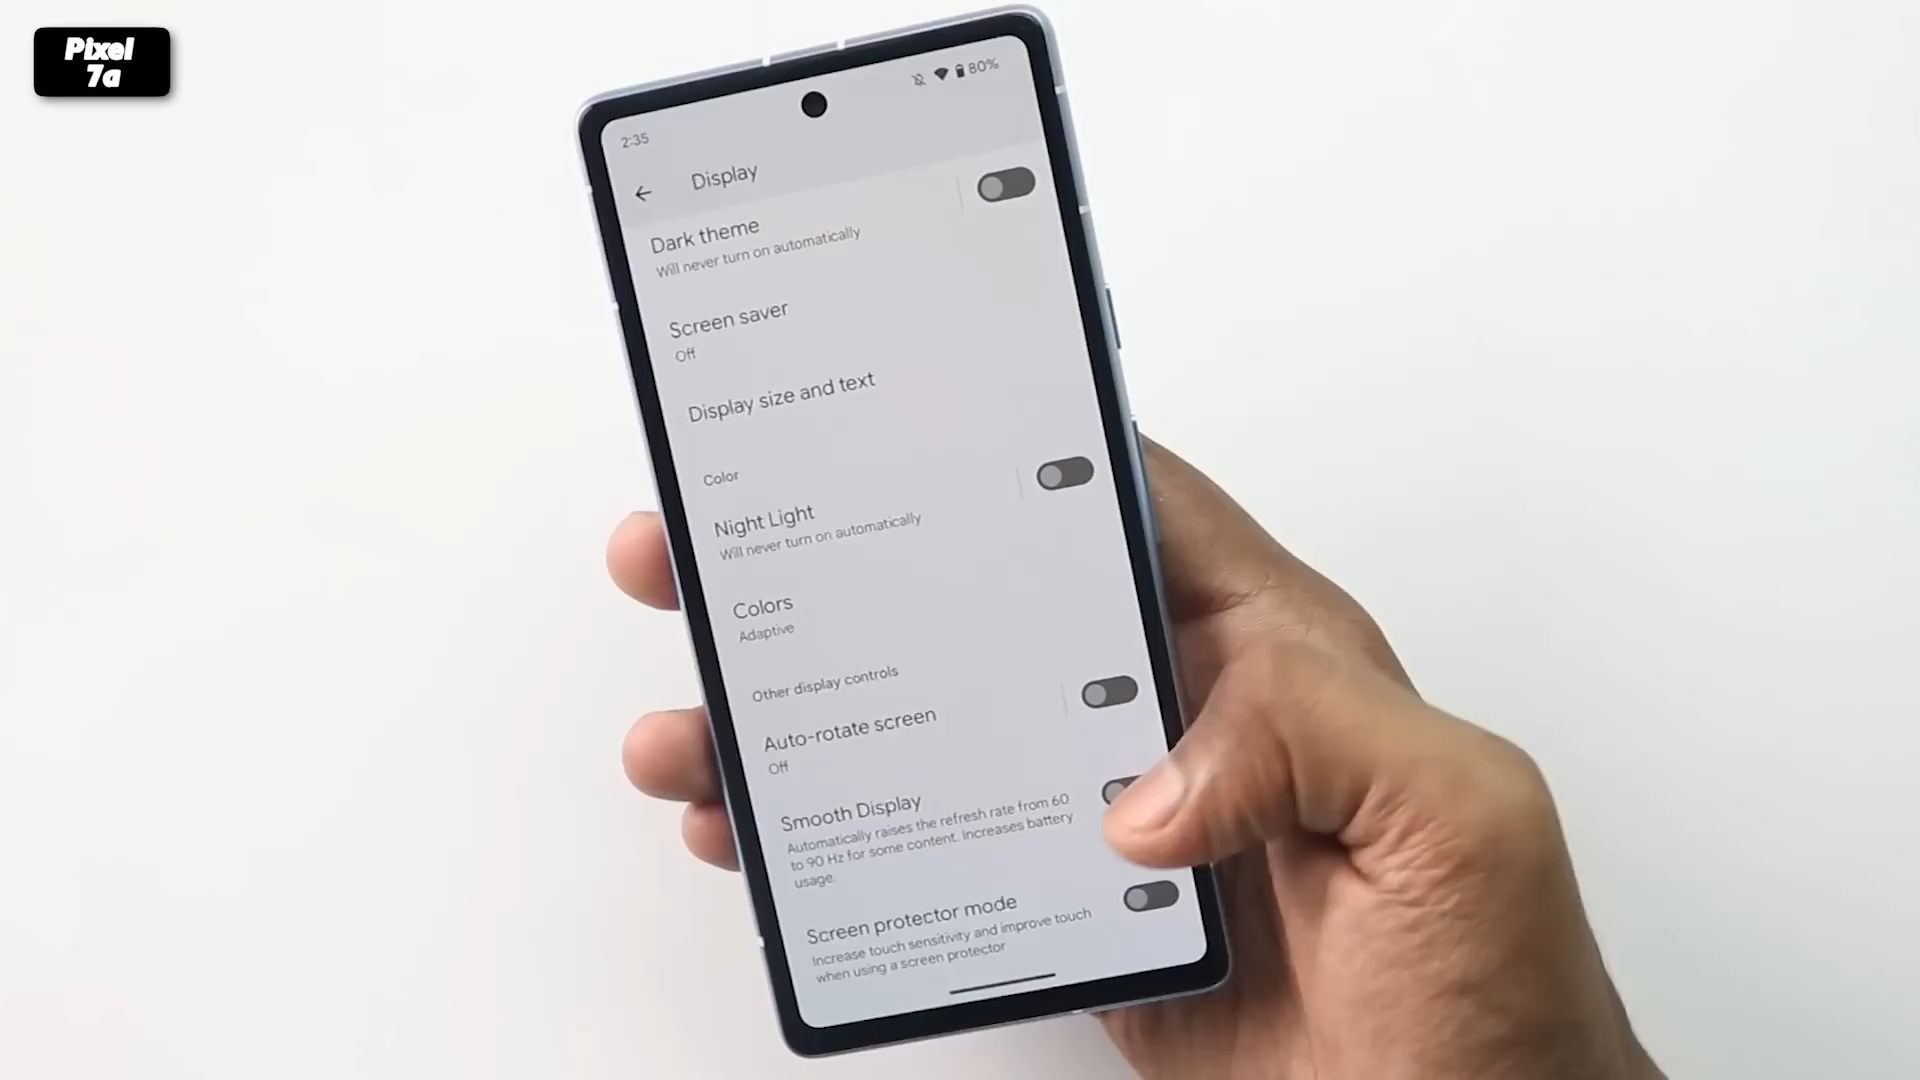 Pixel
7a
2:35
80%
Display
Dark theme
Will never turn on automatically
Screen saver
Off
Display size and text
Color
Night Light
Will never turn on automatically
Colors
Adaptive
Other display controls
Auto-rotate screen
Off
Smooth Display
Automatically raises the refresh rate from 60
to 90 Hz for some content. Increases battery
usage.
Screen protector mode
Increase touch sensitivity and improve touch
when using a screen protector